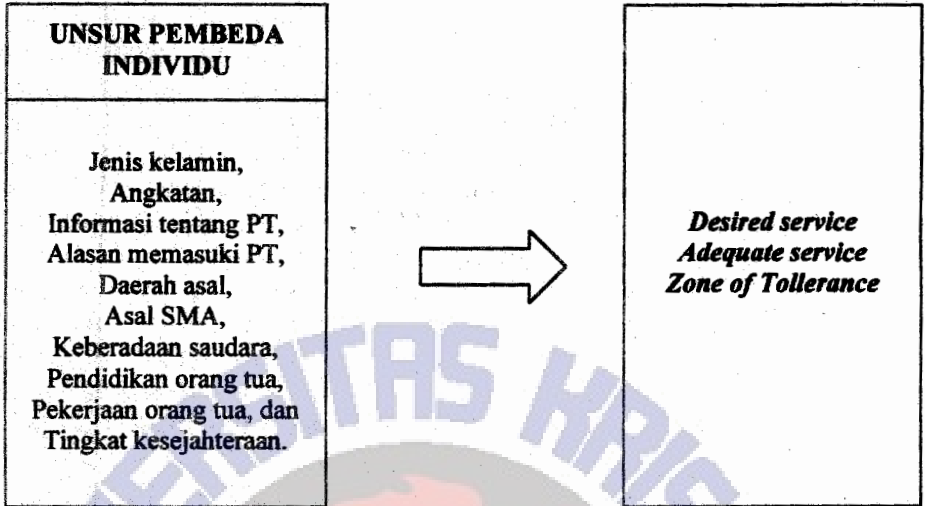 UNSUR PEMBEDA
INDIVIDU
Jenis kelamin,
Angkatan,
Informasi tentang PT,
Alasan memasuki PT,
Daerah asal,
Asal SMA,
Keberadaan saudara,
Pendidikan orang tua,
Pekerjaan orang tua, dan
Tingkat kesejahteraan.
Desired service
Adequate service
Zone of Tollerance